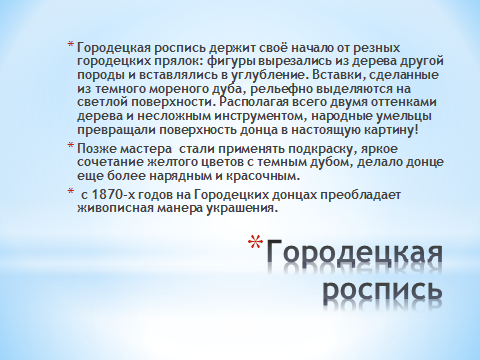 * Городецкая роспись держит своё начало от резных
городецких прялок: фигуры вырезались из дерева другой
породы и вставлялись в углубление. Вставки, сделанные
из темного мореного дуба, рельефно выделяются на
светлой поверхности. Располагая всего двумя оттенками
дерева и несложным инструментом, народные умельцы
превращали поверхность донца в настоящую картину!
* Позже мастера стали применять подкраску, яркое
сочетание желтого цветов с темным дубом, делало донце
еще более нарядным и красочным.
* с 1870-х годов на Городецких донцах преобладает
живописная манера украшения.
* Городецкая
роспись